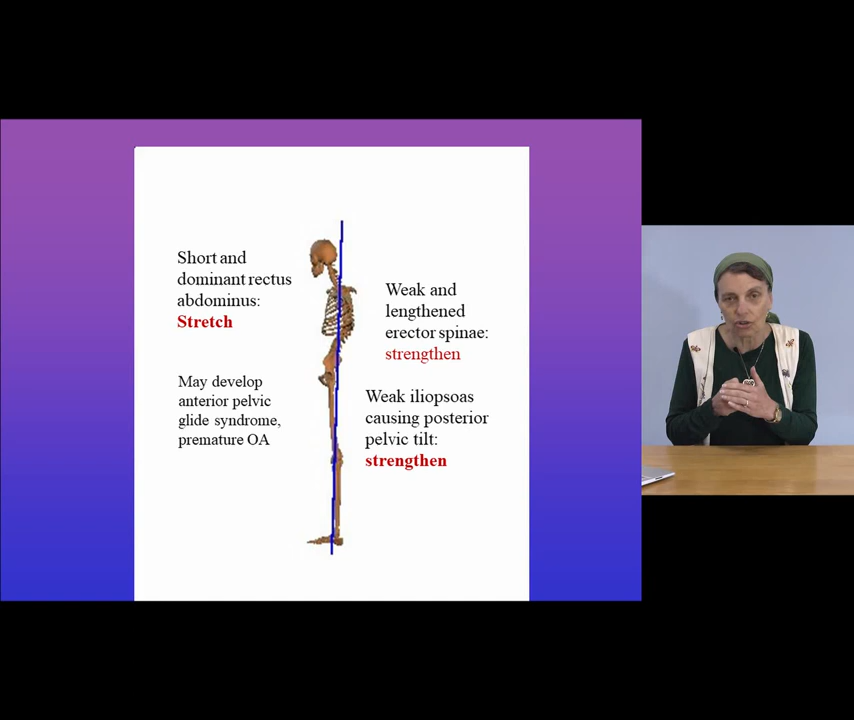 Short and
dominant rectus
abdominus:
Stretch
May develop
anterior pelvic
glide syndrome,
premature OA
Weak and
lengthened
erector spinae:
strengthen
Weak iliopsoas
causing posterior
pelvic tilt:
strengthen